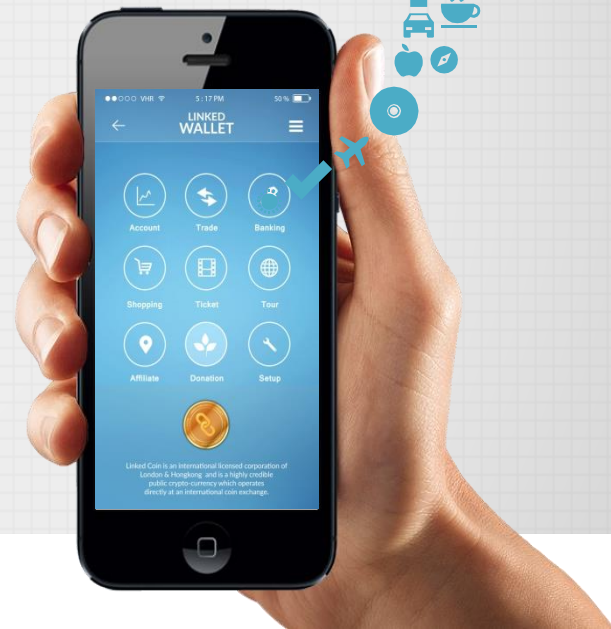 VHR 5:17 PM 50 %
LINKED
WALLET
Account Trade Banking
Shopping Ticket Tour
Affiliate Donation Setup
Linked Coin is an international licensed corporation of
London & Hongkong and is a highly credible
public crypto-currency which operates
directly at an international coin exchange.